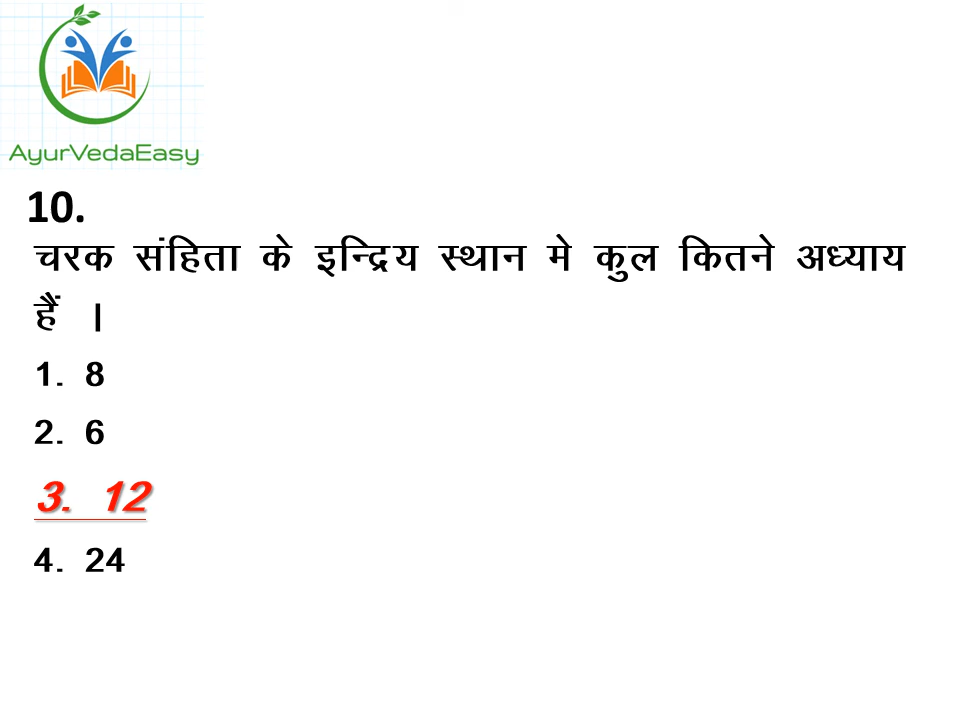 AyurVedaEasy
10.
चरक संहिता के इन्द्रिय स्थान मे कुल कितने अध्याय
हैं ।
1. 8
2. 6
3. 12
4. 24